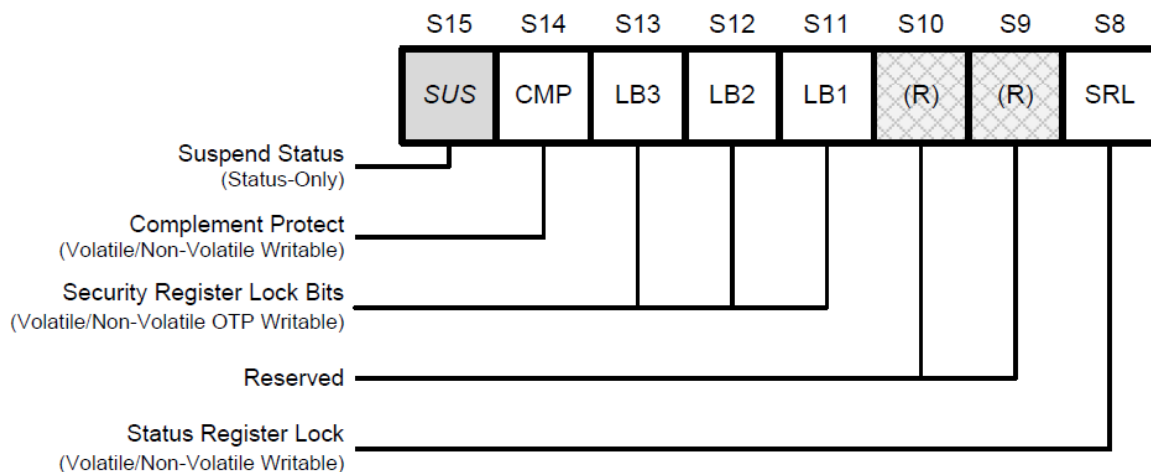 S15 S14 S13 S12 S11 S10 S9 S8
SUS CMP LB3 LB2 LB1 (R) (R) SRL
Suspend Status
(Status-Only)
Complement Protect
(Volatile/Non-Volatile Writable)
Security Register Lock Bits
(Volatile/Non-Volatile OTP Writable)
Reserved
Status Register Lock
(Volatile/Non-Volatile Writable)